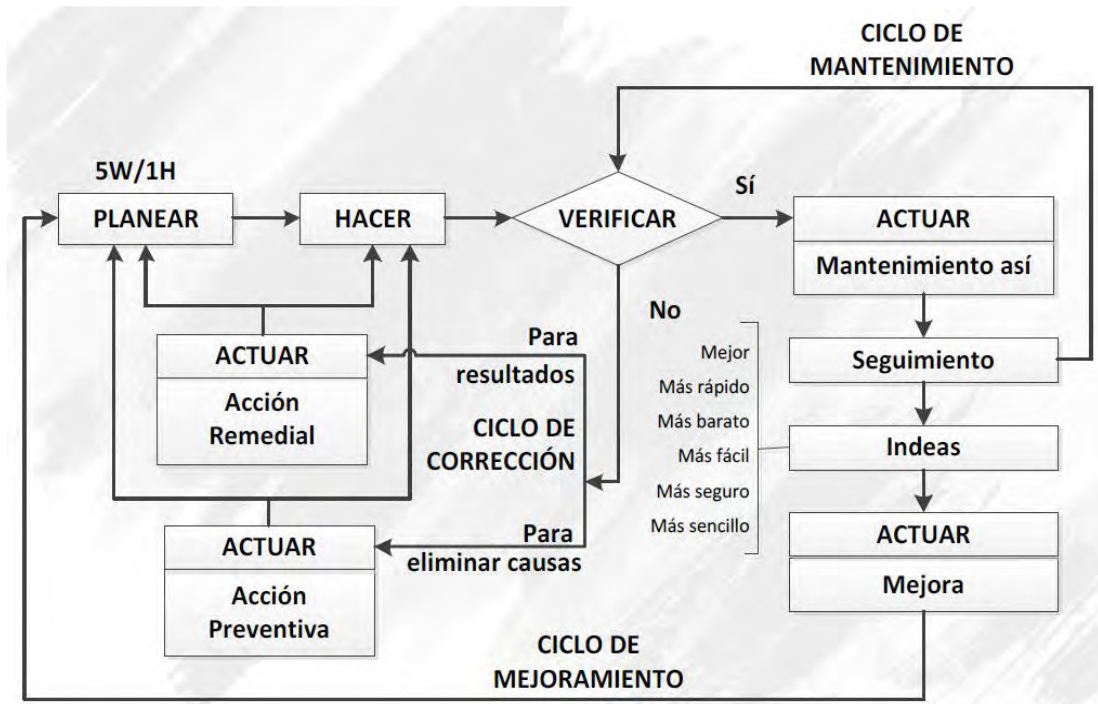 CICLO DE
MANTENIMIENTO
5W/1H
PLANEAR
HACER
VERIFICAR
Sí
ACTUAR
Mantenimiento así
No
Seguimiento
Mejor
Más rápido
Más barato
Más fácil
Más seguro
Más sencillo
Indeas
ACTUAR
Mejora
Para
resultados
ACTUAR
Acción
Remedial
CICLO DE
CORRECCIÓN
Para
eliminar causas
ACTUAR
Acción
Preventiva
CICLO DE
MEJORAMIENTO